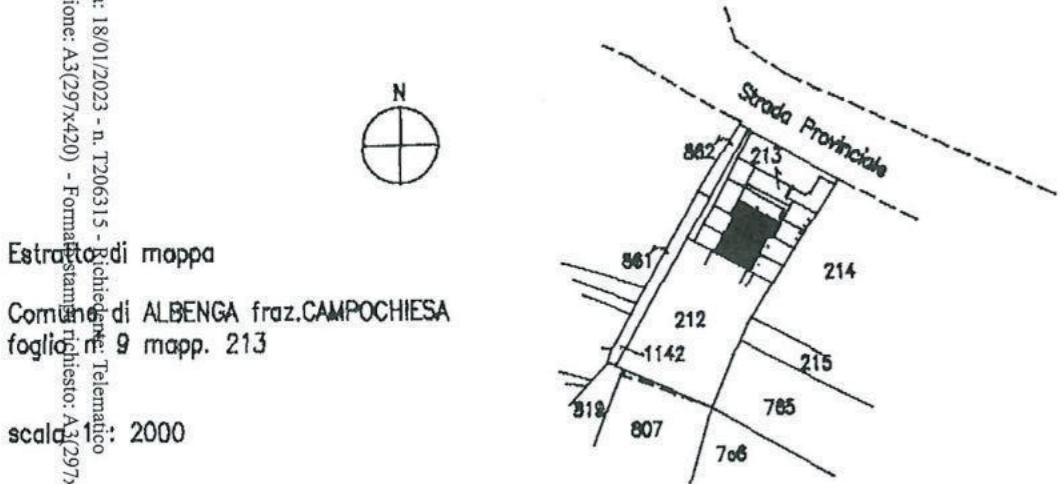 a: 18/01/2023 - n. T206315 - Richiedente: Telematico
ione: A3(297x420) - Formato stampa richiesto: A3(297x
N
Estratto di mappa
Comune di ALBENGA fraz.CAMPOCHIESA
foglio n° 9 mapp. 213
scala 1 : 2000
Strada Provinciale
862
213
861
214
212
1142
215
819
765
807
706